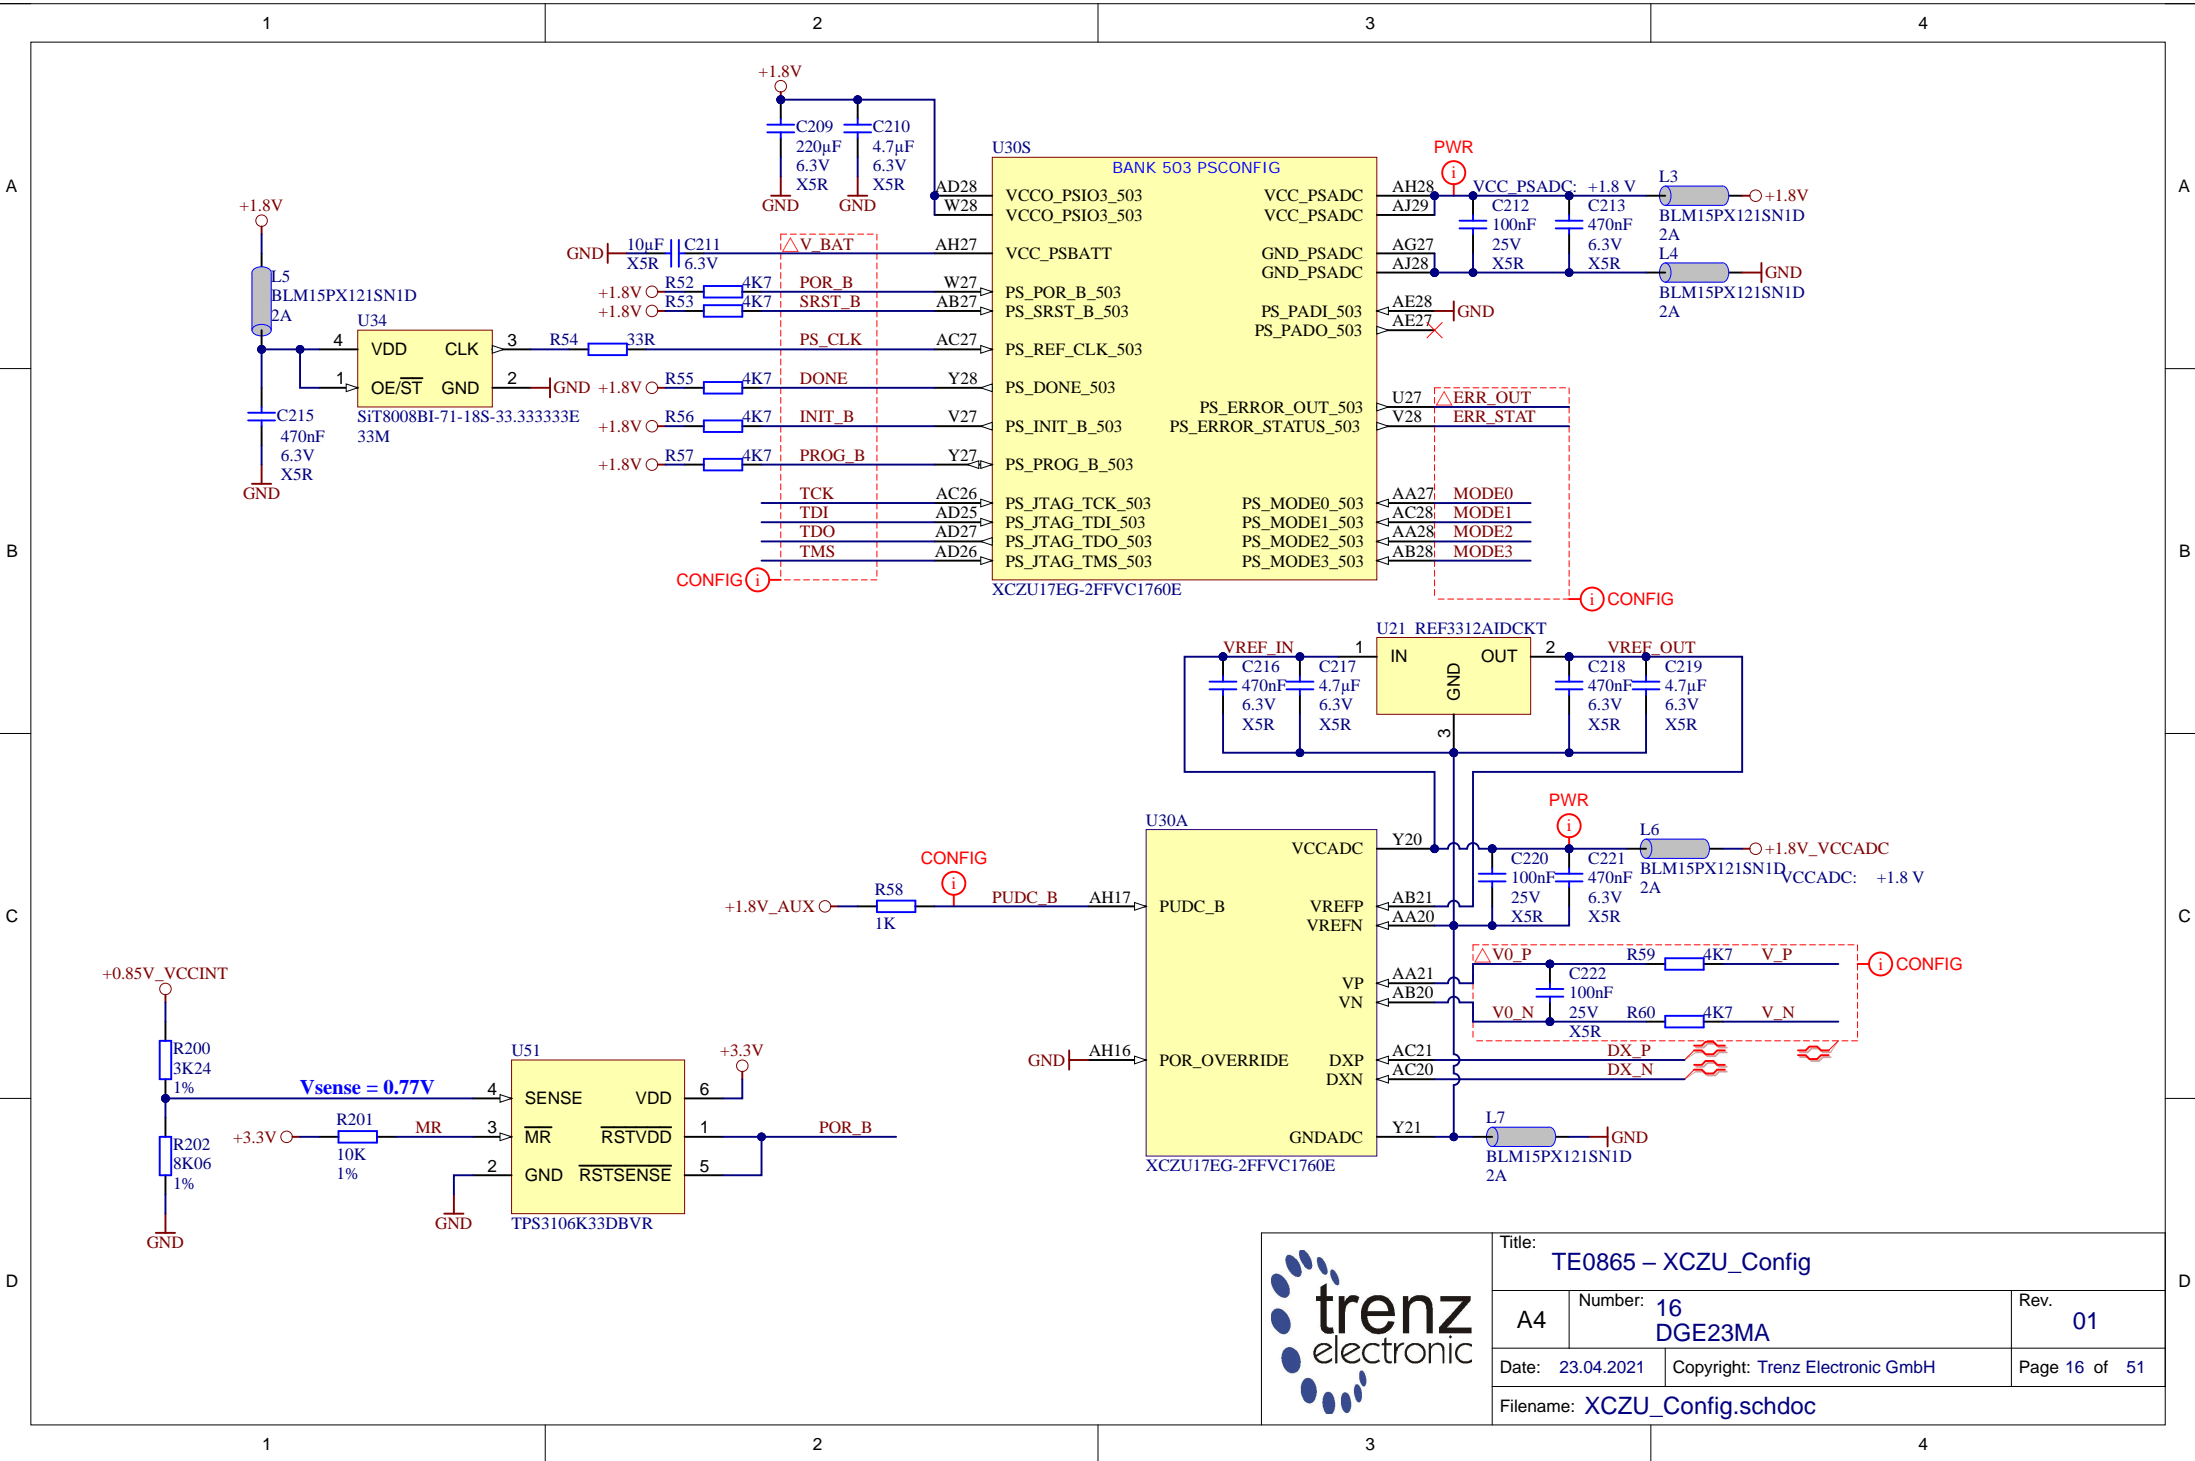 1
2
3
4
A
A
B
B
C
C
D
D
+1.8V
C209
220µF
6.3V
X5R
GND
C210
4.7µF
6.3V
X5R
GND
U30S
BANK 503 PSCONFIG
AD28
VCCO_PSIO3_503
W28
VCCO_PSIO3_503
GND
10µF
X5R
C211
6.3V
V_BAT
AH27
VCC_PSBATT
+1.8V
R52
4K7
POR_B
W27
PS_POR_B_503
+1.8V
R53
4K7
SRST_B
AB27
PS_SRST_B_503
R54
33R
PS_CLK
AC27
PS_REF_CLK_503
+1.8V
R55
4K7
DONE
Y28
PS_DONE_503
+1.8V
R56
4K7
INIT_B
V27
PS_INIT_B_503
+1.8V
R57
4K7
PROG_B
Y27
PS_PROG_B_503
TCK
AC26
PS_JTAG_TCK_503
TDI
AD25
PS_JTAG_TDI_503
TDO
AD27
PS_JTAG_TDO_503
TMS
AD26
PS_JTAG_TMS_503
CONFIG
i
XCZU17EG-2FFVC1760E
VCC_PSADC
AH28
VCC_PSADC
AJ29
PWR
i
VCC_PSADC: +1.8 V
C212
100nF
25V
X5R
C213
470nF
6.3V
X5R
L3
BLM15PX121SN1D
2A
+1.8V
GND_PSADC
AG27
GND_PSADC
AJ28
L4
BLM15PX121SN1D
2A
GND
PS_PADI_503
AE28
GND
PS_PADO_503
AE27
PS_ERROR_OUT_503
U27
ERR_OUT
PS_ERROR_STATUS_503
V28
ERR_STAT
PS_MODE0_503
AA27
MODE0
PS_MODE1_503
AC28
MODE1
PS_MODE2_503
AA28
MODE2
PS_MODE3_503
AB28
MODE3
i
CONFIG
+1.8V
L5
BLM15PX121SN1D
2A
U34
4
VDD
CLK
3
1
OE/ST
GND
2
GND
SiT8008BI-71-18S-33.333333E
33M
C215
470nF
6.3V
X5R
GND
U21 REF3312AIDCKT
VREF_IN
1
IN
OUT
2
VREF_OUT
GND
3
C216
470nF
6.3V
X5R
C217
4.7µF
6.3V
X5R
C218
470nF
6.3V
X5R
C219
4.7µF
6.3V
X5R
U30A
VCCADC
Y20
PWR
i
C220
100nF
25V
X5R
C221
470nF
6.3V
X5R
L6
BLM15PX121SN1D
2A
+1.8V_VCCADC
VCCADC: +1.8 V
+1.8V_AUX
R58
1K
CONFIG
i
PUDC_B
AH17
PUDC_B
VREFP
AB21
VREFN
AA20
VP
AA21
VN
AB20
V0_P
R59
4K7
V_P
C222
100nF
25V
X5R
V0_N
R60
4K7
V_N
i
CONFIG
GND
AH16
POR_OVERRIDE
DXP
AC21
DX_P
DXN
AC20
DX_N
GNDADC
Y21
L7
BLM15PX121SN1D
2A
GND
XCZU17EG-2FFVC1760E
+0.85V_VCCINT
R200
3K24
1%
Vsense = 0.77V
R202
8K06
1%
GND
U51
4
SENSE
VDD
6
+3.3V
+3.3V
R201
10K
1%
MR
3
MR
RSTVDD
1
POR_B
2
GND
RSTSENSE
5
GND
TPS3106K33DBVR
trenz
electronic
Title:
TE0865 – XCZU_Config
A4
Number:
16
DGE23MA
Rev.
01
Date: 23.04.2021
Copyright: Trenz Electronic GmbH
Page 16 of 51
Filename: XCZU_Config.schdoc
1
2
3
4